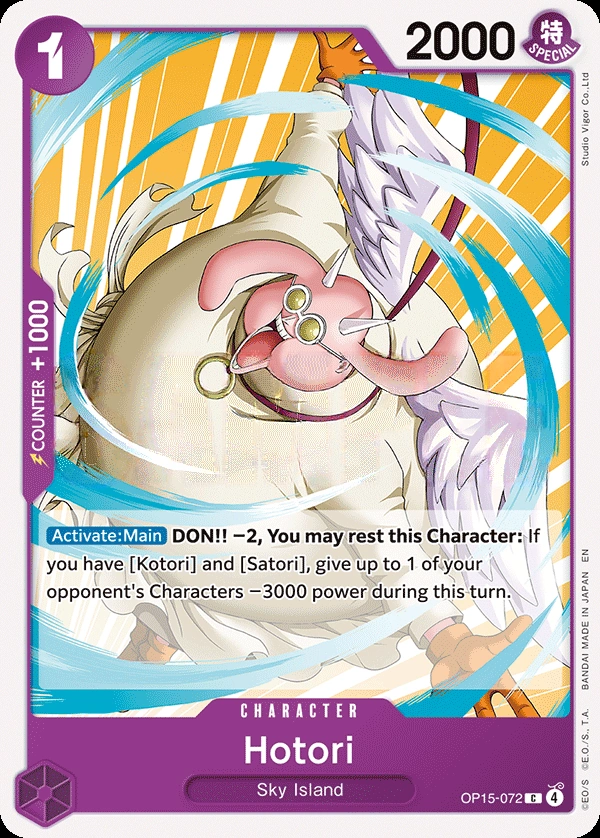 1
2000
特
SPECIAL
Studio Vigor Co.,Ltd
COUNTER +1000
Activate:Main DON!! −2, You may rest this Character: If
you have [Kotori] and [Satori], give up to 1 of your
opponent's Characters −3000 power during this turn.
CHARACTER
Hotori
Sky Island
OP15-072 C 4
©EO/S ©E.O./S., T.A. BANDAI MADE IN JAPAN EN